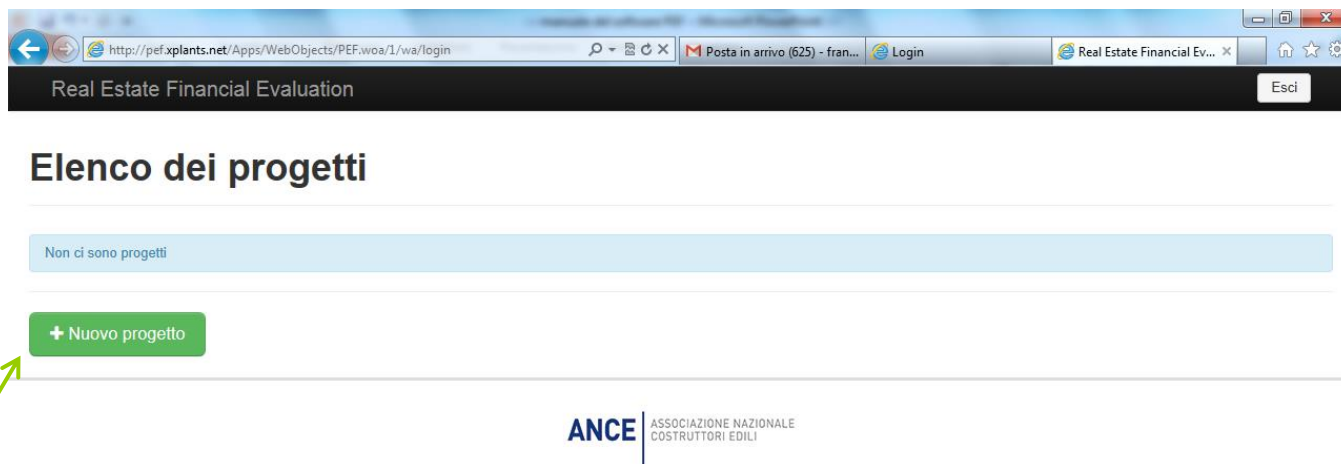 http://pef.xplants.net/Apps/WebObjects/PEF.woa/1/wa/login
Posta in arrivo (625) - fran...
Login
Real Estate Financial Ev...
Real Estate Financial Evaluation
Esci
Elenco dei progetti
Non ci sono progetti
+ Nuovo progetto
ANCE
ASSOCIAZIONE NAZIONALE
COSTRUTTORI EDILI